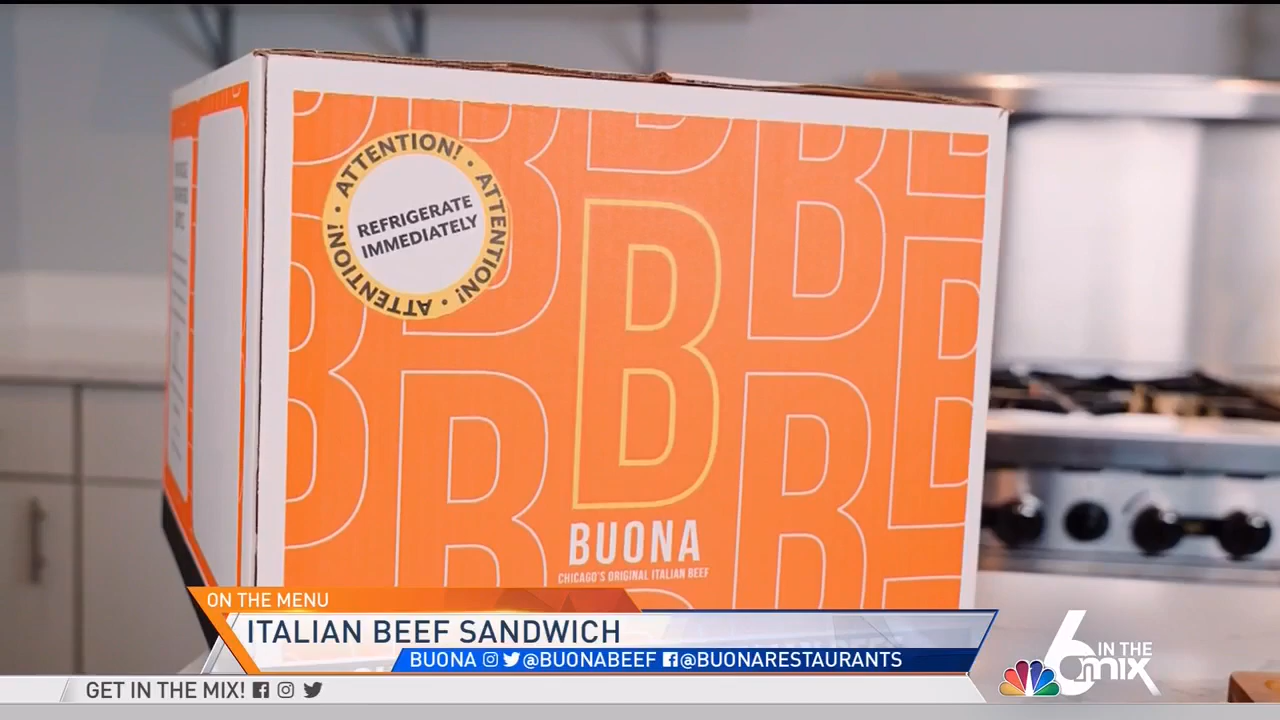 ATTENTION! • ATTENTION! • ATTENTION! • ATTENTION! •
REFRIGERATE
IMMEDIATELY
B
BUONA
CHICAGO'S ORIGINAL ITALIAN BEEF
ON THE MENU
ITALIAN BEEF SANDWICH
BUONA @BUONABEEF @BUONARESTAURANTS
GET IN THE MIX!
6 IN THE
mix